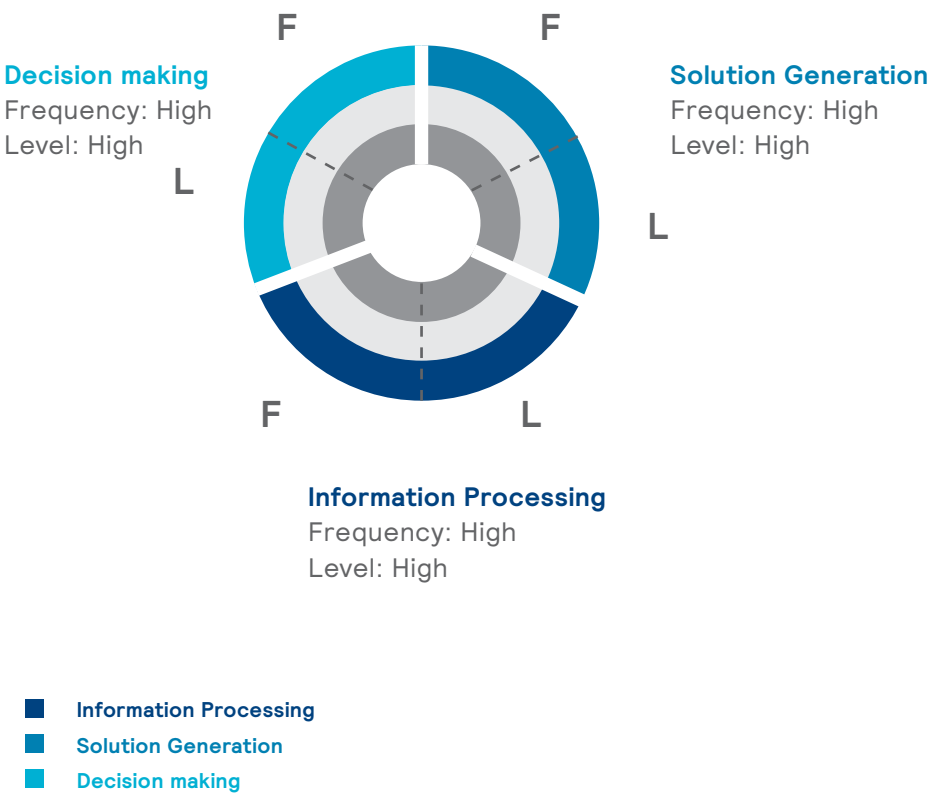 F
F
Decision making
Frequency: High
Level: High
L
Solution Generation
Frequency: High
Level: High
L
F
L
Information Processing
Frequency: High
Level: High
Information Processing
Solution Generation
Decision making